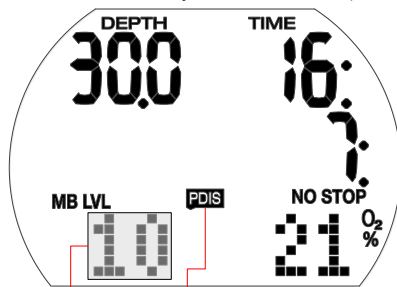 DEPTH TIME
30.0 16:
7:
MB LVL PDIS NO STOP
10 21 O₂
%